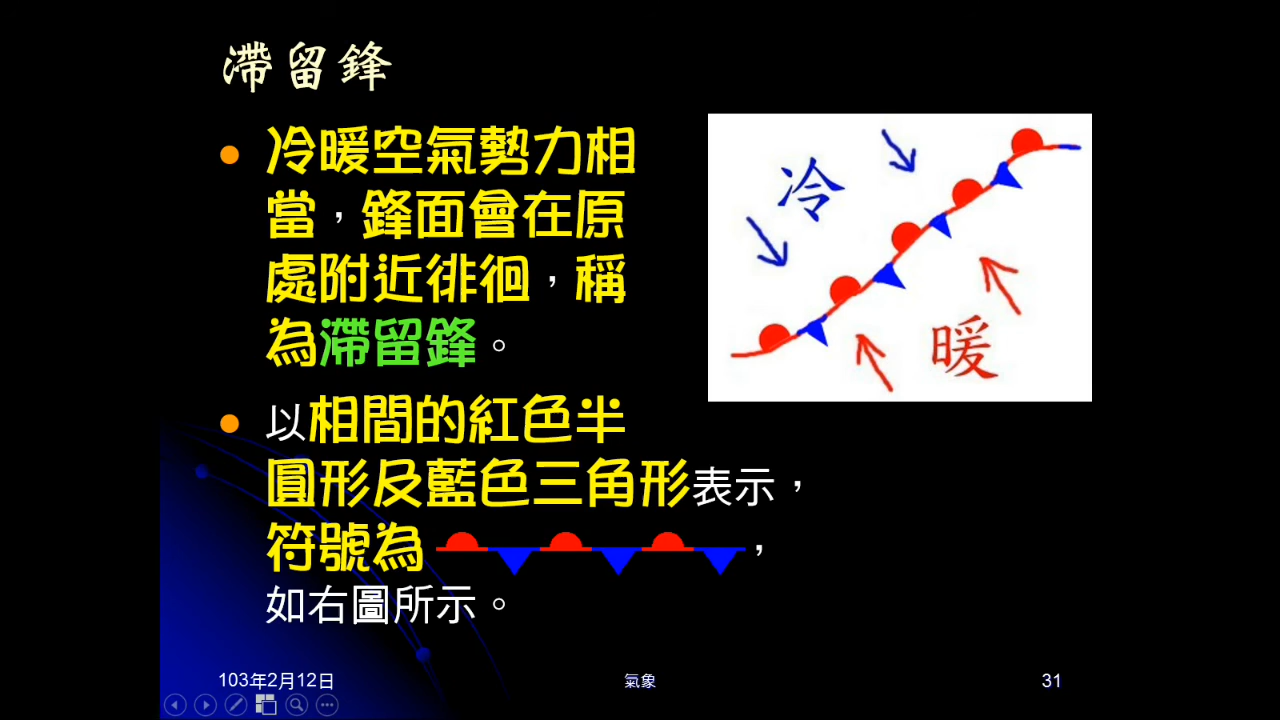 滯留鋒
冷暖空氣勢力相
當，鋒面會在原
處附近徘徊，稱
為滯留鋒。
冷
暖
以相間的紅色半
圓形及藍色三角形表示，
符號為，
如右圖所示。
103年2月12日
氣象
31